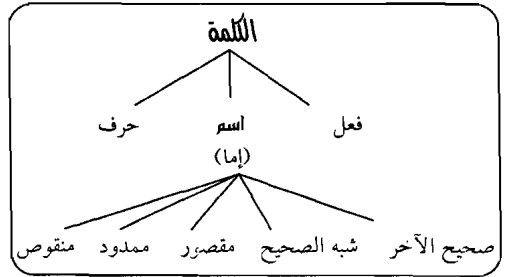 الكلمة
فعل اسم حرف
(إما)
صحيح الآخر شبه الصحيح مقصور ممدود منقوص